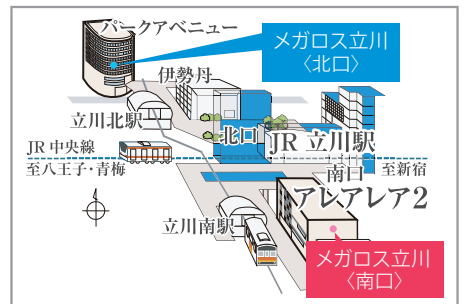 パークアベニュー
メガロス立川
〈北口〉
伊勢丹
立川北駅
北口
JR 立川駅
JR 中央線
至八王子・青梅
南口
至新宿
アレアレア2
立川南駅
メガロス立川
〈南口〉